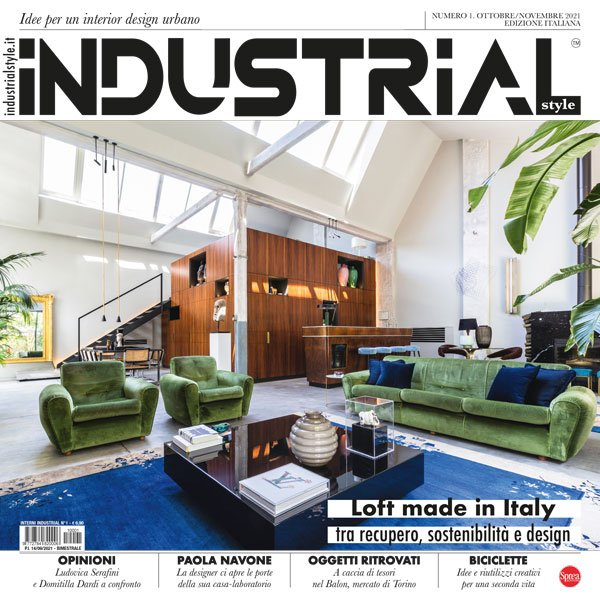 Idee per un interior design urbano
NUMERO 1. OTTOBRE/NOVEMBRE 2021
EDIZIONE ITALIANA
industrialstyle.it
INDUSTRIAL
TM
style
LV
Loft made in Italy
tra recupero, sostenibilità e design
INTERNI INDUSTRIAL N°1 - € 6,90
P.I. 14/09/2021 - BIMESTRALE
OPINIONI
Ludovica Serafini
e Domitilla Dardi a confronto
PAOLA NAVONE
La designer ci apre le porte
della sua casa-laboratorio
OGGETTI RITROVATI
A caccia di tesori
nel Balon, mercato di Torino
BICICLETTE
Idee e riutilizzi creativi
per una seconda vita
Sprea